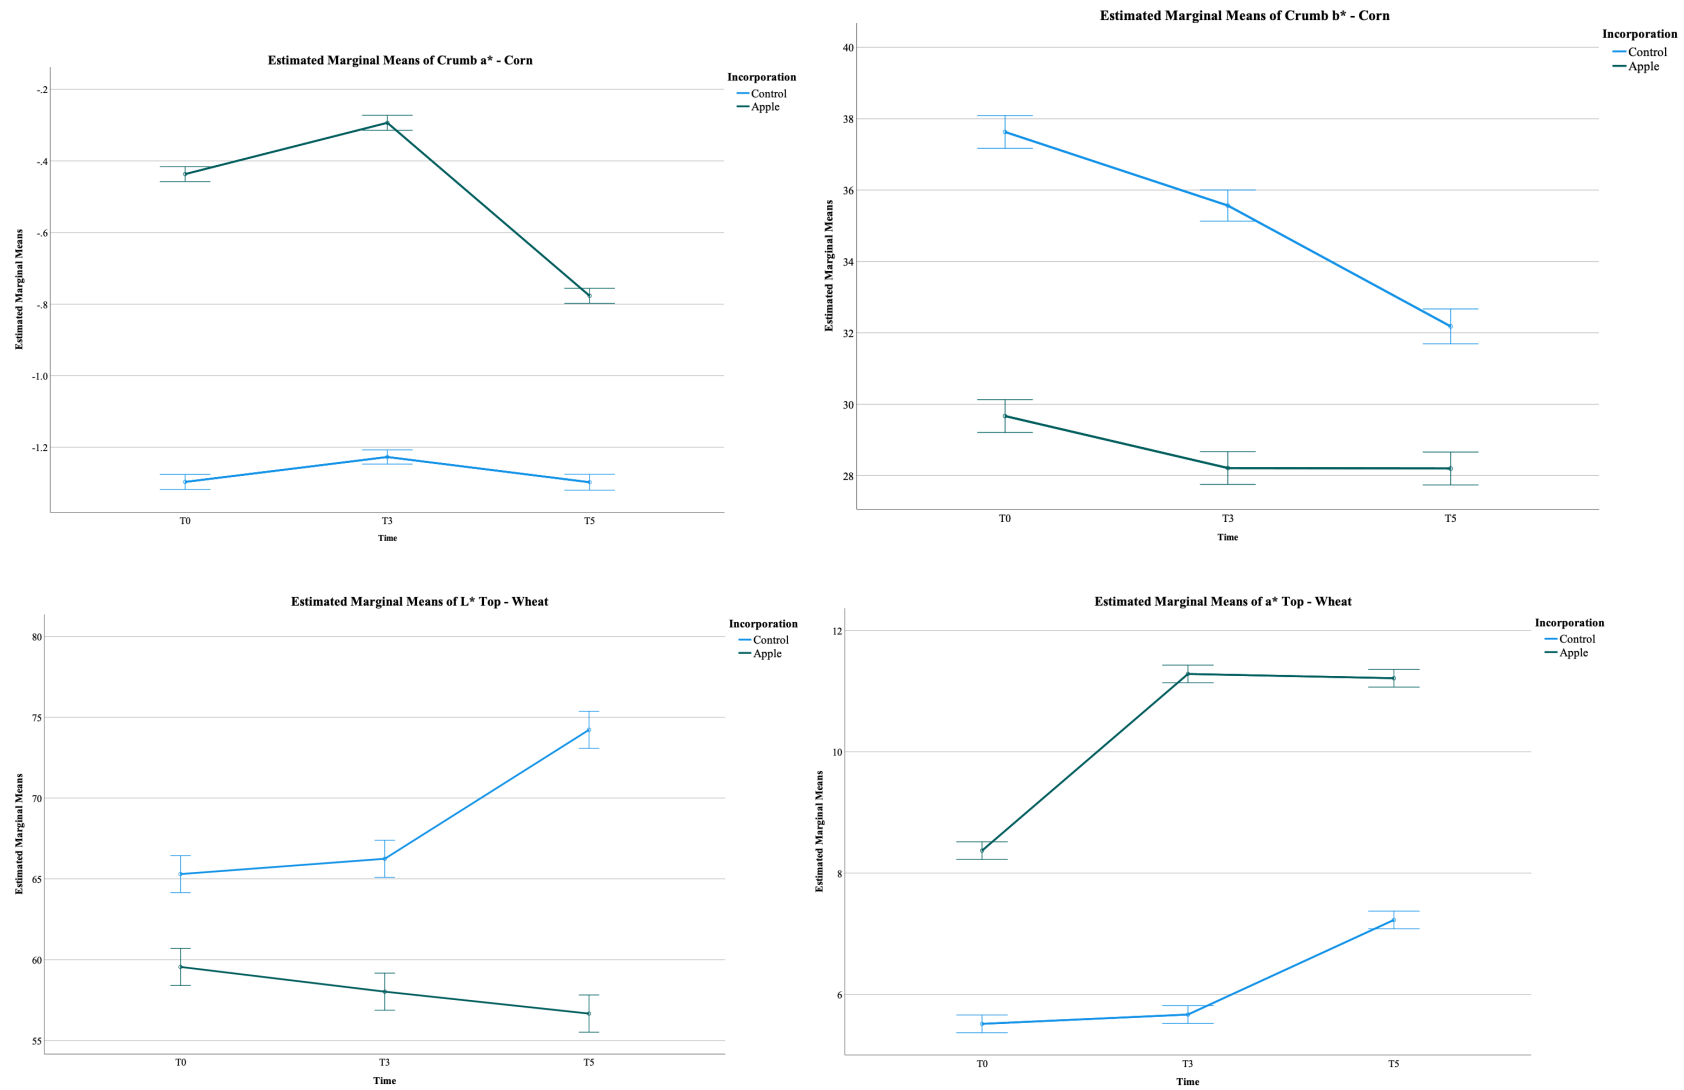 Estimated Marginal Means of Crumb a* - Corn
Incorporation
Control
Apple
Estimated Marginal Means
-.2
-.4
-.6
-.8
-1.0
-1.2
T0
T3
T5
Time
Estimated Marginal Means of Crumb b* - Corn
Incorporation
Control
Apple
Estimated Marginal Means
40
38
36
34
32
30
28
T0
T3
T5
Time
Estimated Marginal Means of L* Top - Wheat
Incorporation
Control
Apple
Estimated Marginal Means
80
75
70
65
60
55
T0
T3
T5
Time
Estimated Marginal Means of a* Top - Wheat
Incorporation
Control
Apple
Estimated Marginal Means
12
10
8
6
T0
T3
T5
Time